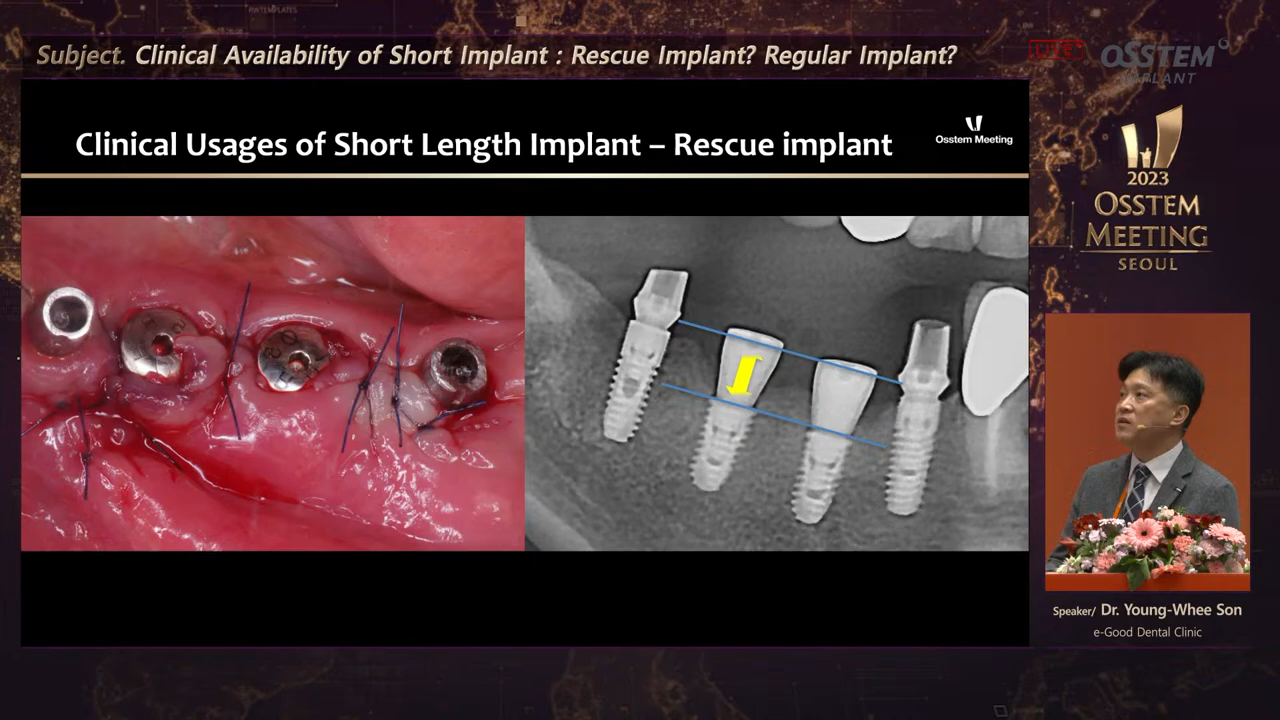 RWTEMPLATES
Subject. Clinical Availability of Short Implant : Rescue Implant? Regular Implant?
LIVE
OSSTEM
IMPLANT
Clinical Usages of Short Length Implant – Rescue implant
Osstem Meeting
2023
OSSTEM
MEETING
SEOUL
Speaker/ Dr. Young-Whee Son
e-Good Dental Clinic